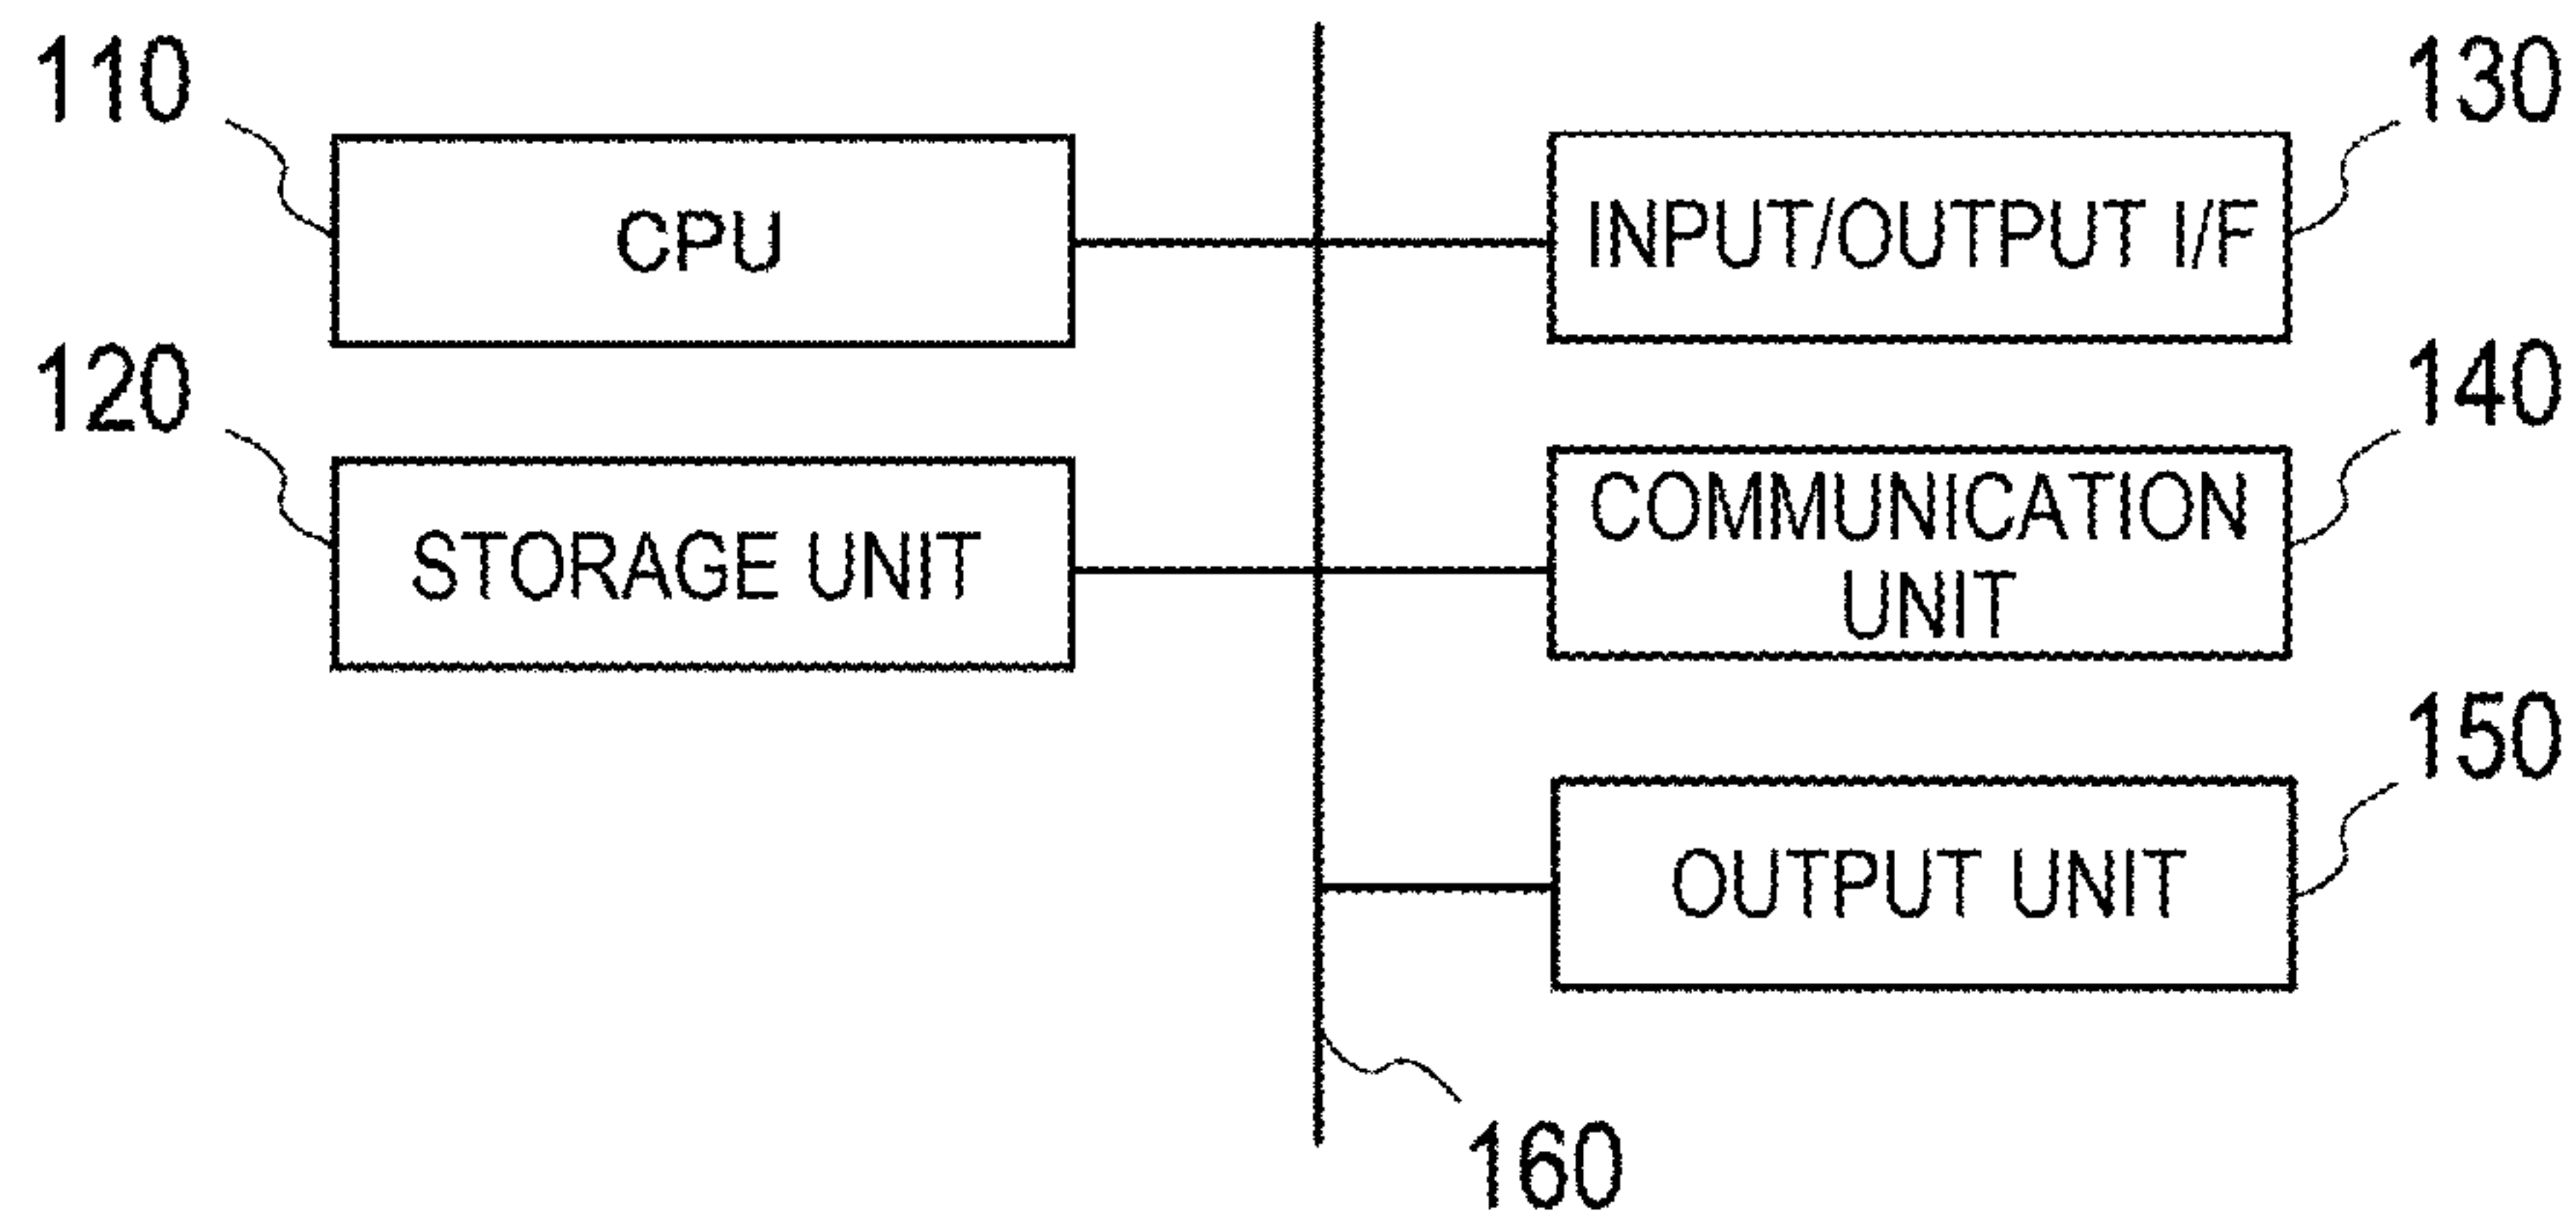 110
CPU
130
INPUT/OUTPUT I/F
120
STORAGE UNIT
140
COMMUNICATION
UNIT
150
OUTPUT UNIT
160